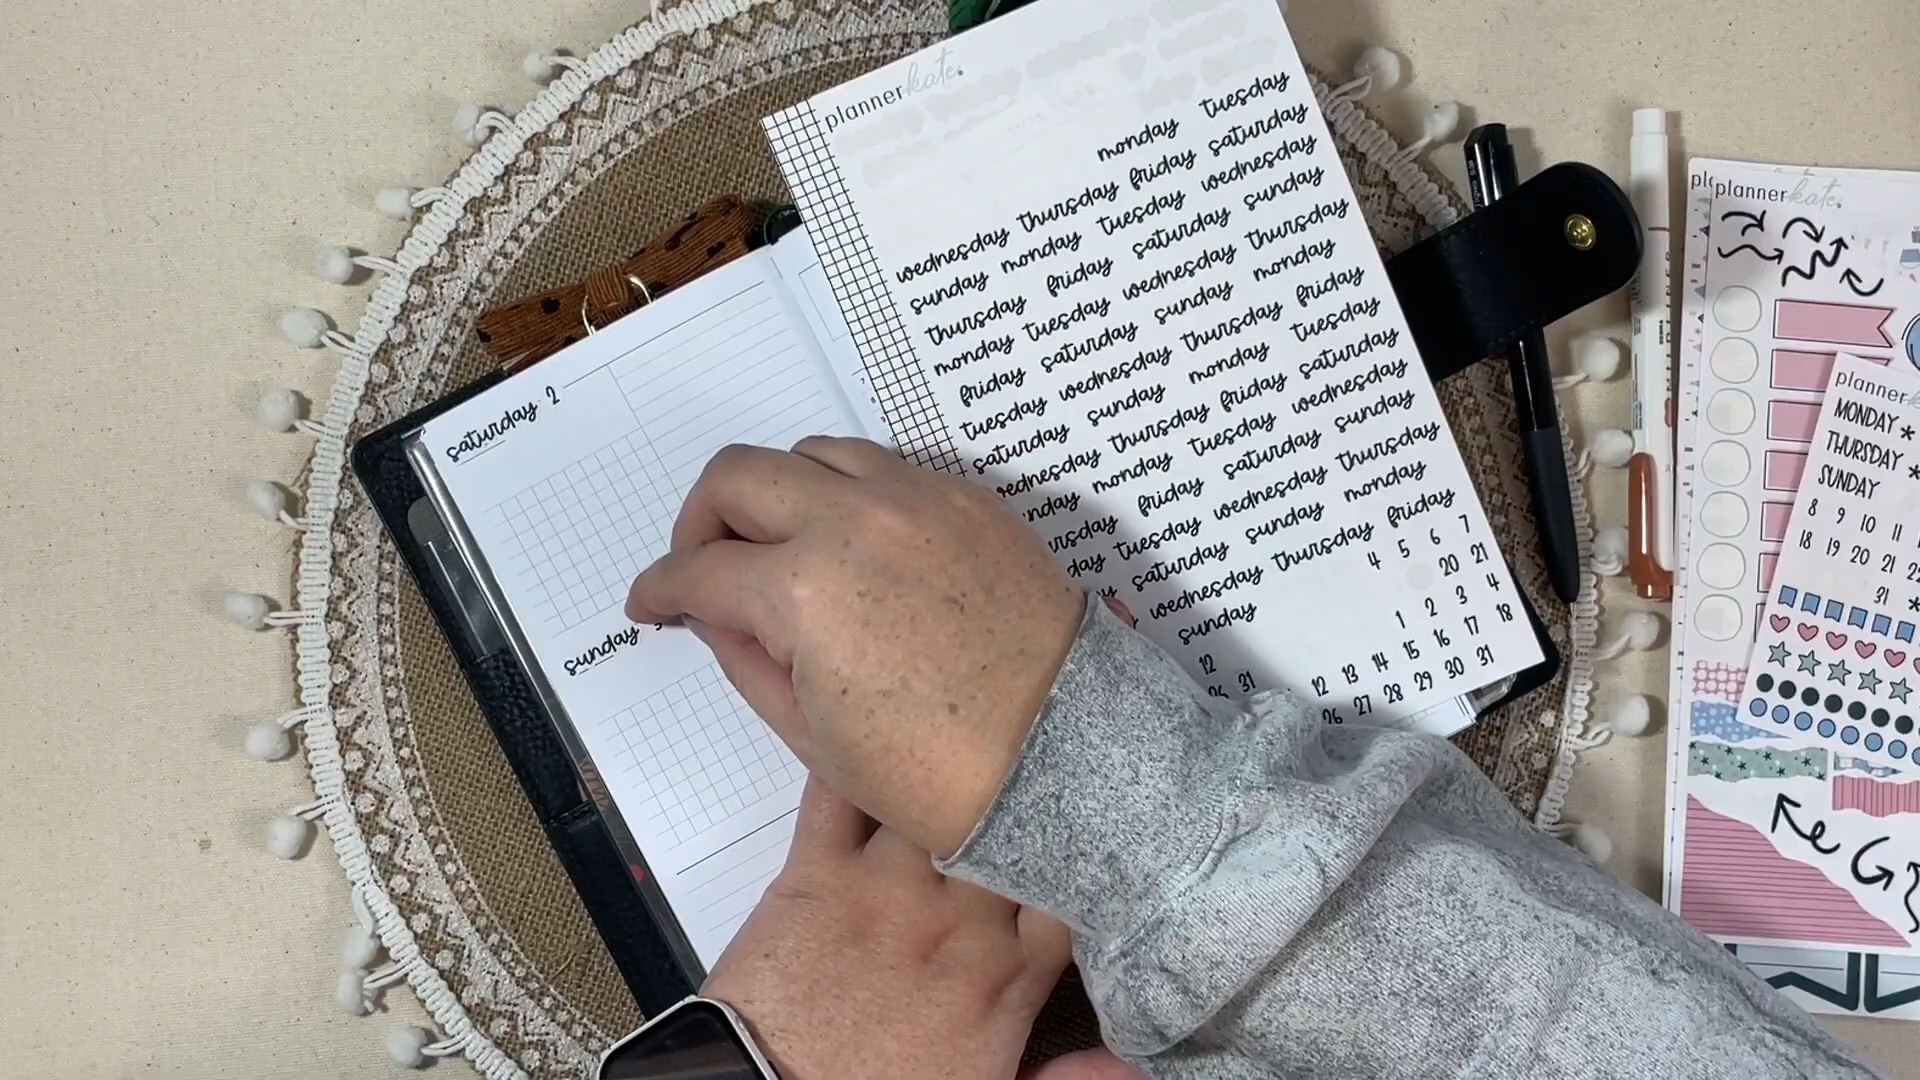 plannerkate.
monday tuesday
wednesday thursday friday saturday
sunday monday tuesday wednesday
thursday friday saturday sunday
monday tuesday wednesday thursday
friday saturday sunday monday
tuesday wednesday thursday friday
saturday sunday monday tuesday
wednesday thursday friday saturday
monday tuesday wednesday
friday saturday sunday
tuesday wednesday thursday
saturday sunday monday
wednesday thursday friday
sunday 4 5 6 7
20 21
1 2 3 4
12 15 16 17 18
13 14
31 12 29 30 31
26 27 28
saturday 2
sunday
plannerkate.
planner
MONDAY *
THURSDAY *
SUNDAY
8 9 10 11
18 19 20 21
31 *